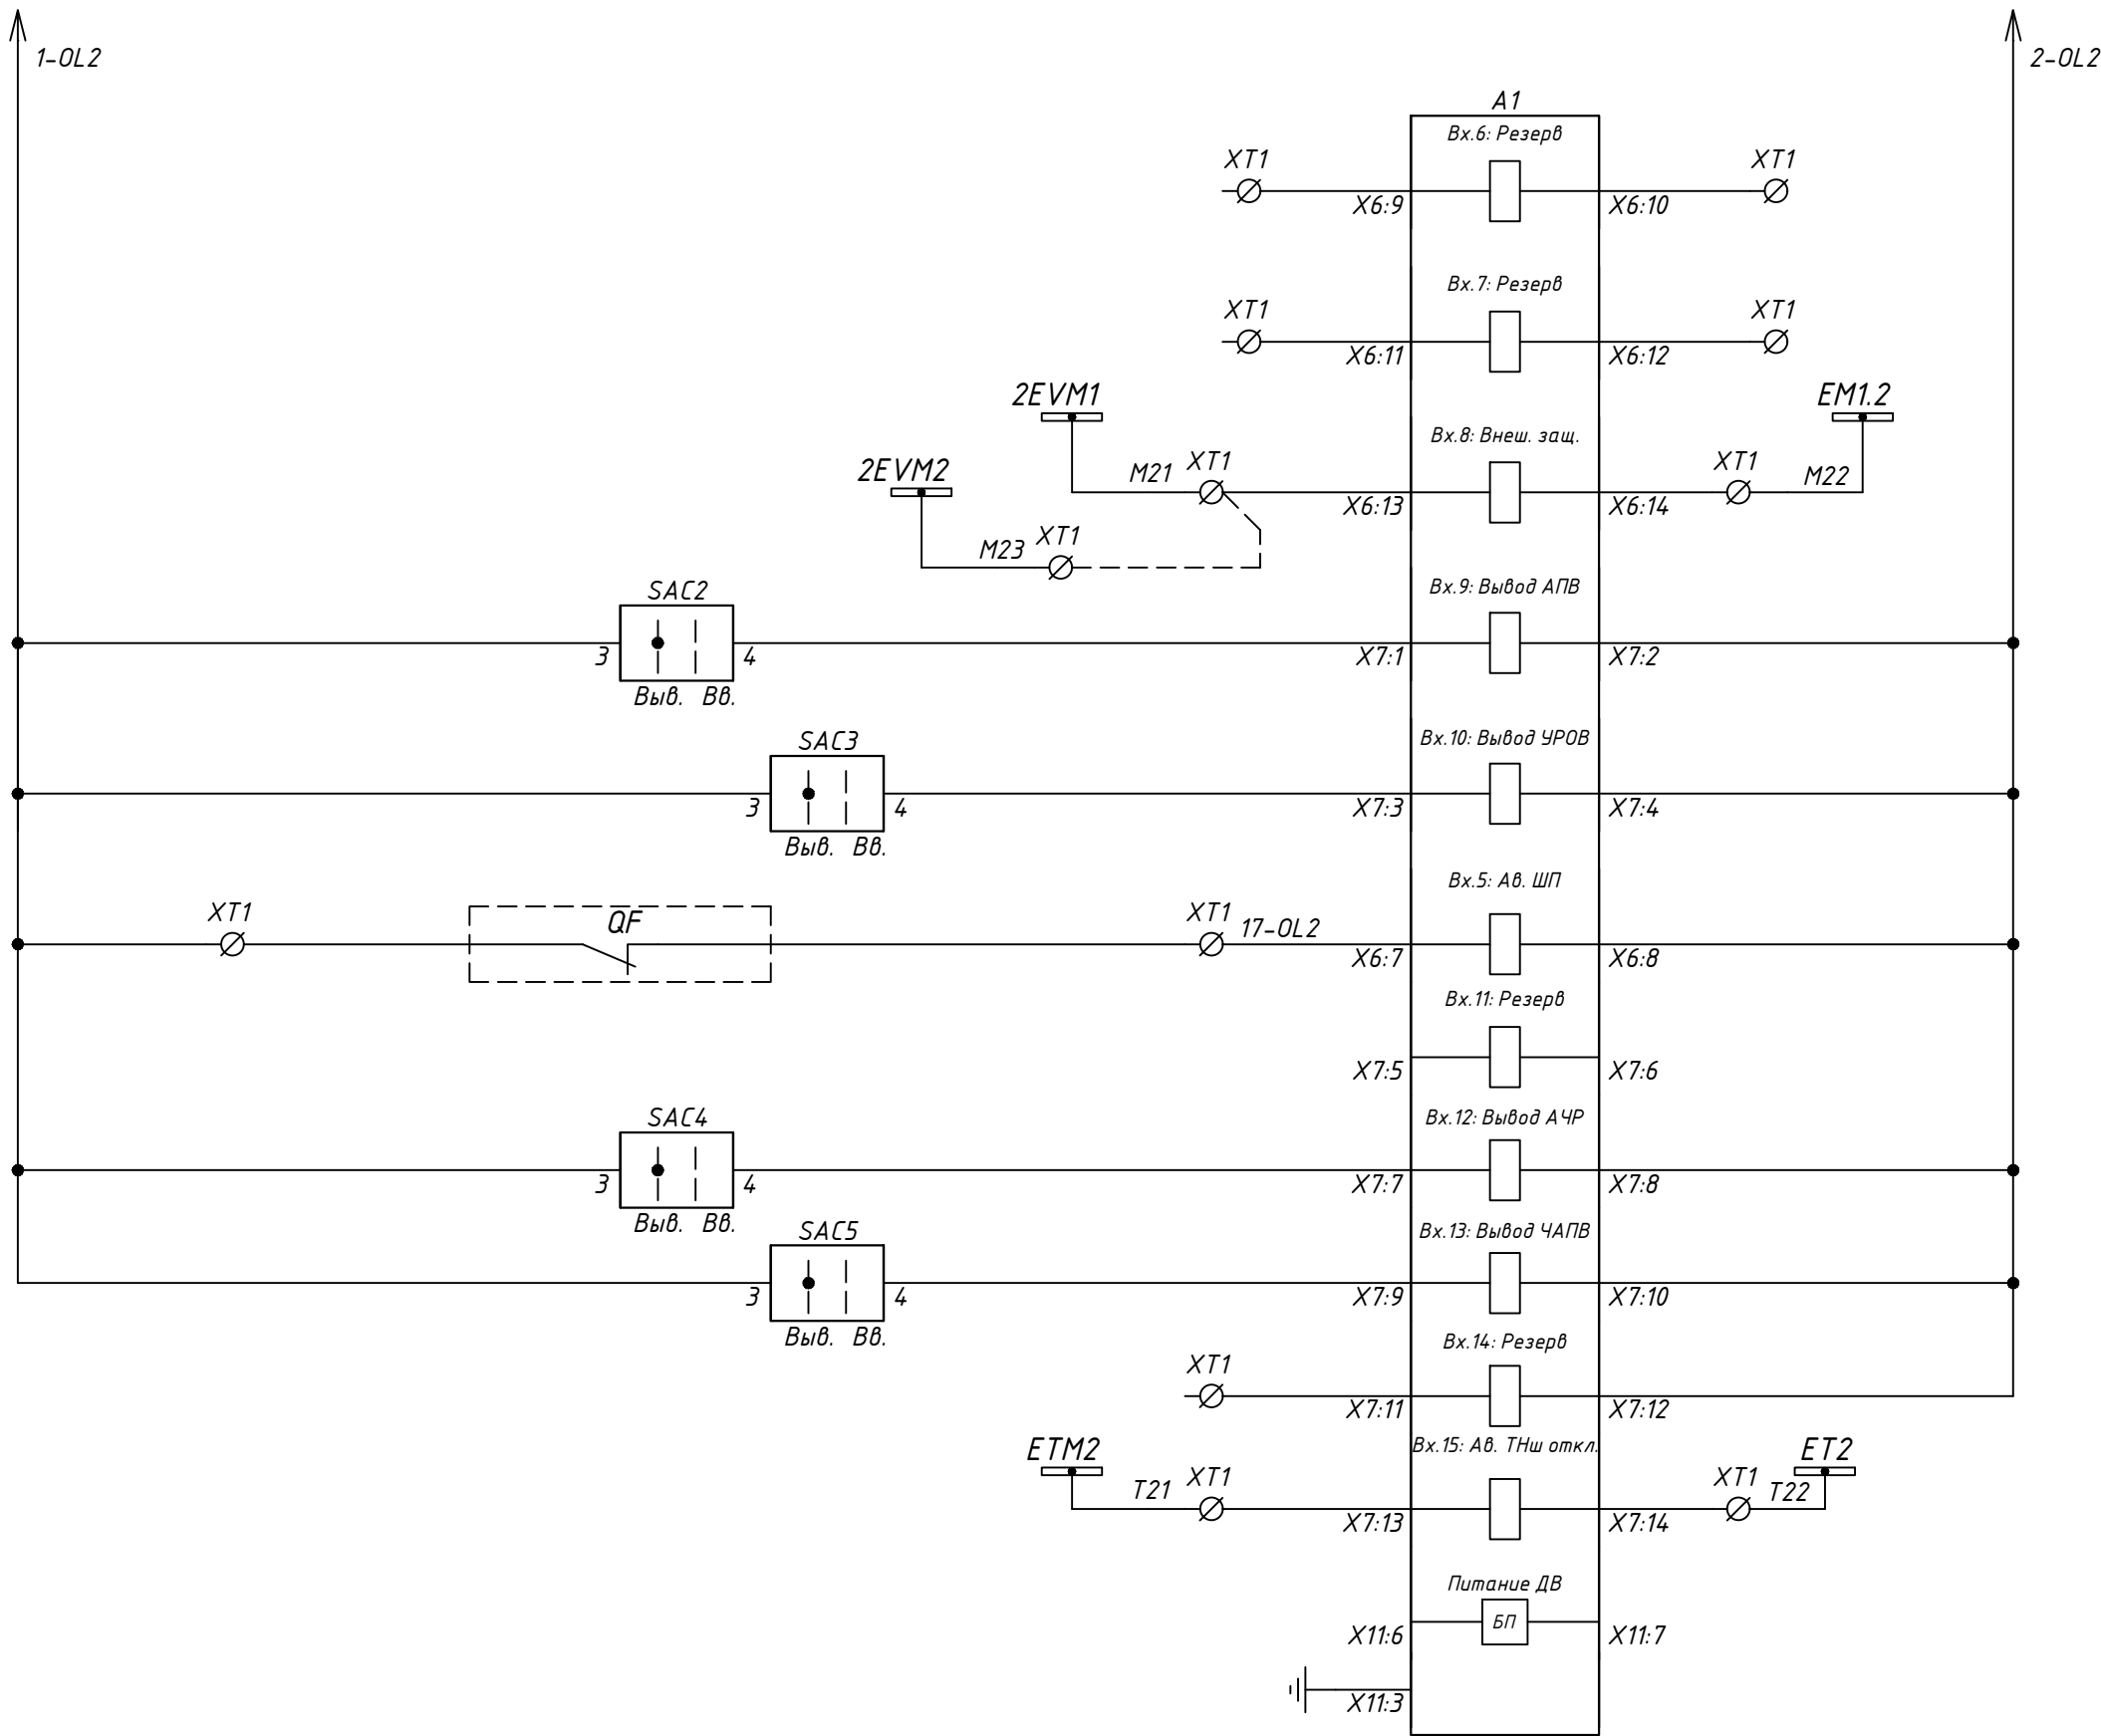 1-OL2
2-OL2
A1
Вх.6: Резерв
XT1
XT1
X6:9
X6:10
Вх.7: Резерв
XT1
XT1
X6:11
X6:12
2EVM1
EM1.2
Вх.8: Внеш. защ.
2EVM2
M21
XT1
XT1
M22
X6:13
X6:14
M23
XT1
Вх.9: Вывод АПВ
SAC2
3
4
X7:1
X7:2
Выв.
Вв.
Вх.10: Вывод УРОВ
SAC3
3
4
X7:3
X7:4
Выв.
Вв.
Вх.5: Ав. ШП
XT1
QF
XT1
17-OL2
X6:7
X6:8
Вх.11: Резерв
X7:5
X7:6
SAC4
Вх.12: Вывод АЧР
3
4
X7:7
X7:8
Выв.
Вв.
SAC5
Вх.13: Вывод ЧАПВ
3
4
X7:9
X7:10
Выв.
Вв.
Вх.14: Резерв
XT1
X7:11
X7:12
ETM2
Вх.15: Ав. ТНш откл.
ET2
T21
XT1
XT1
T22
X7:13
X7:14
Питание ДВ
БП
X11:6
X11:7
X11:3